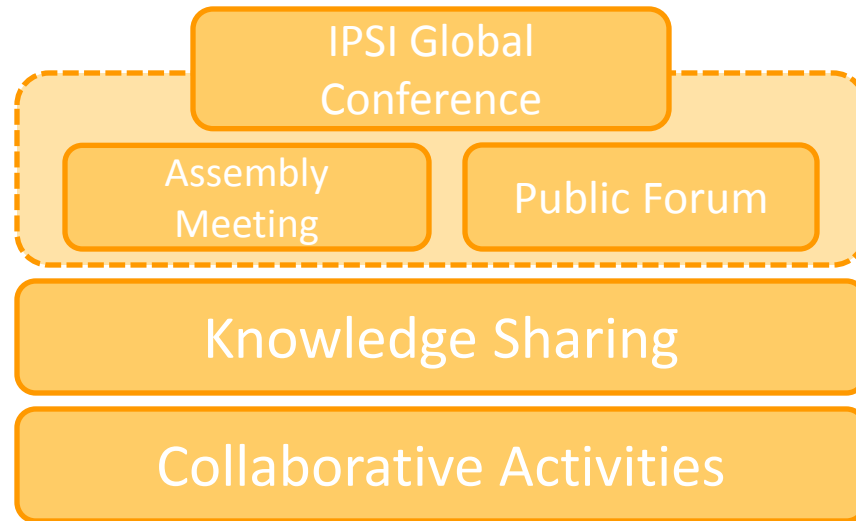 IPSI Global
Conference
Assembly
Meeting
Public Forum
Knowledge Sharing
Collaborative Activities